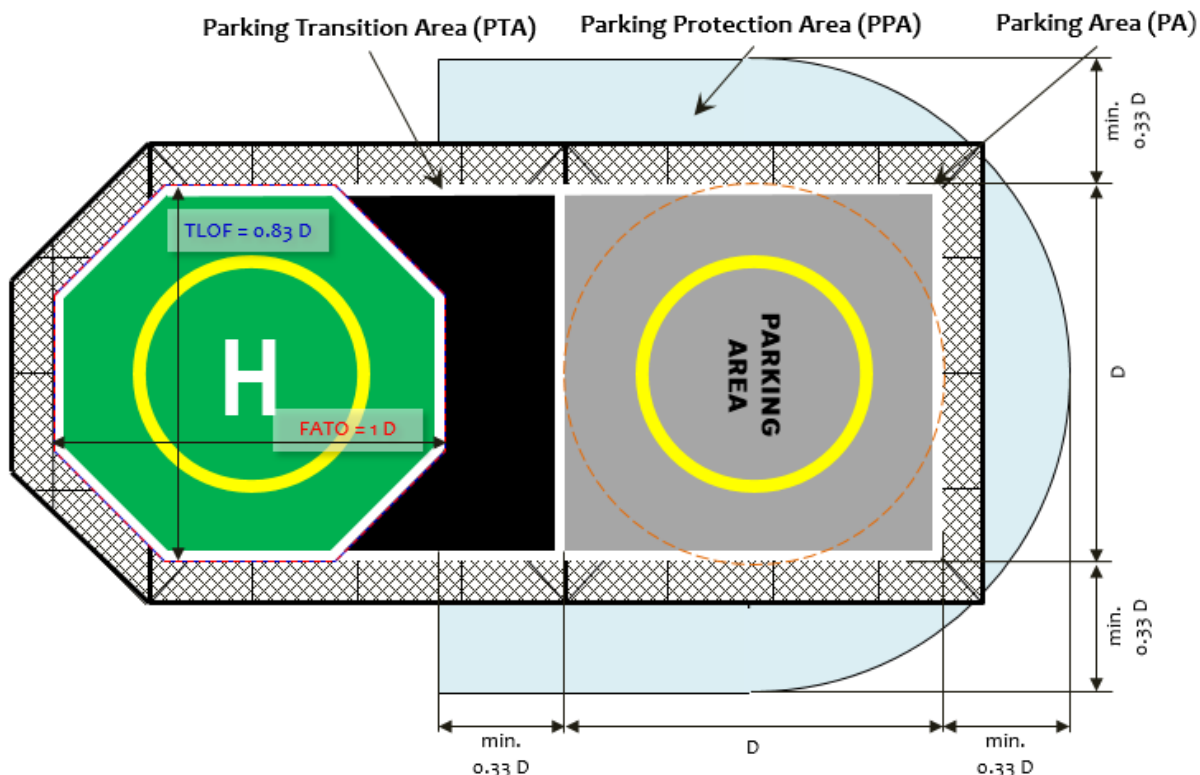 Parking Transition Area (PTA)
Parking Protection Area (PPA)
Parking Area (PA)
min.
0.33 D
TLOF = 0.83 D
H
FATO = 1 D
PARKING
AREA
D
min.
0.33 D
min.
0.33 D
D
min.
0.33 D